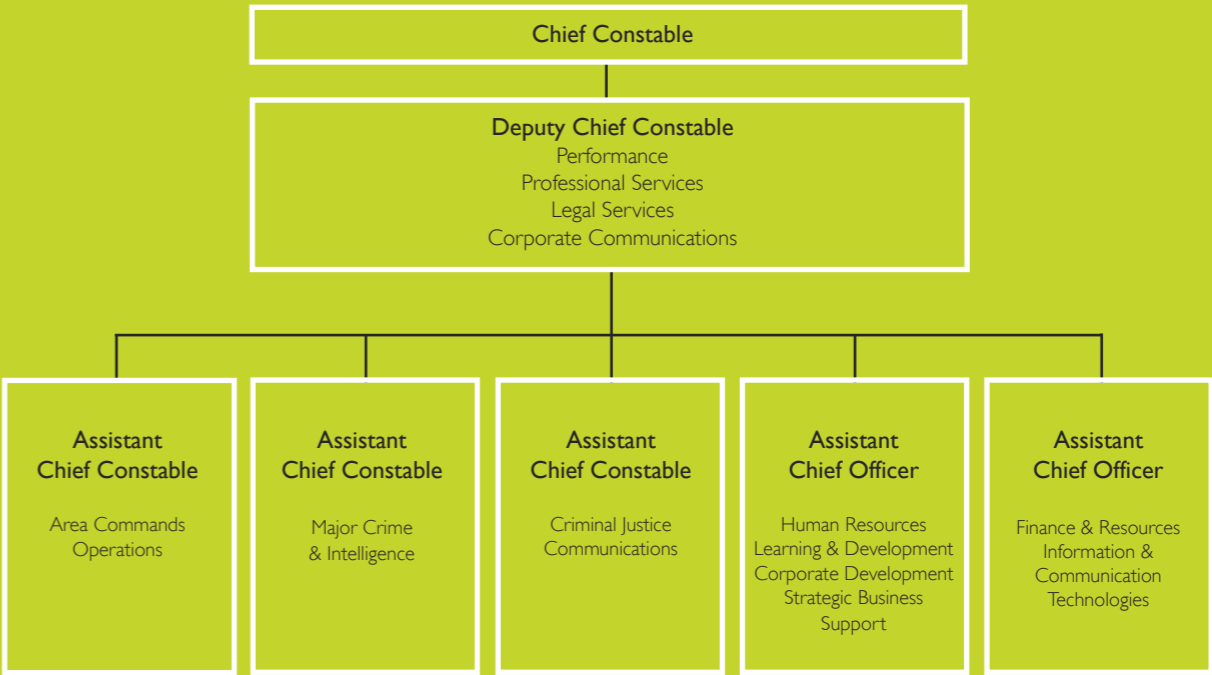 Chief Constable
Deputy Chief Constable
Performance
Professional Services
Legal Services
Corporate Communications
Assistant
Chief Constable
Area Commands
Operations
Assistant
Chief Constable
Major Crime
& Intelligence
Assistant
Chief Constable
Criminal Justice
Communications
Assistant
Chief Officer
Human Resources
Learning & Development
Corporate Development
Strategic Business
Support
Assistant
Chief Officer
Finance & Resources
Information &
Communication
Technologies